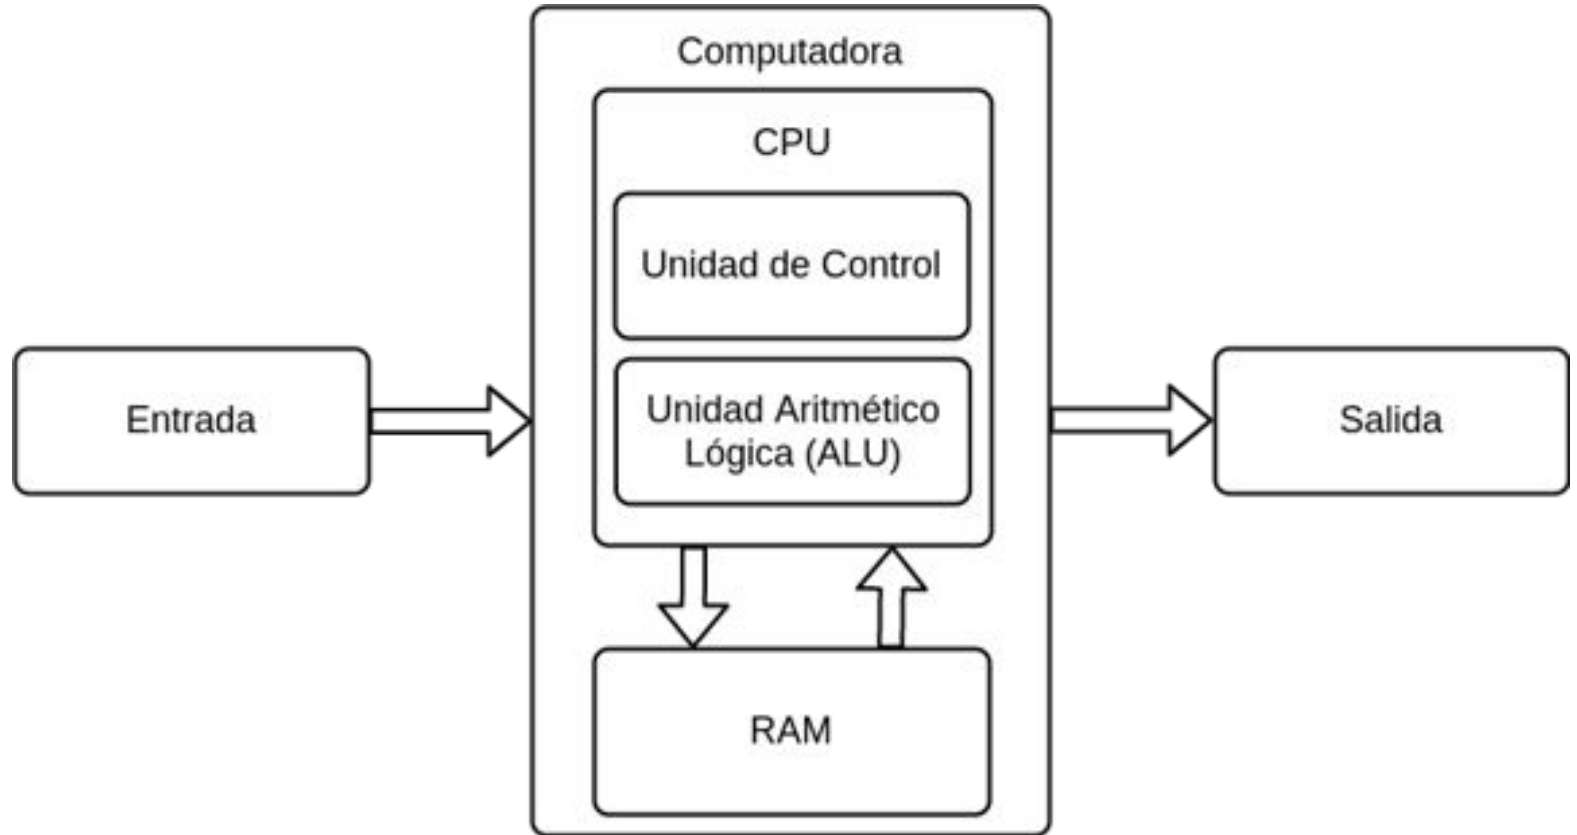 Computadora
CPU
Unidad de Control
Entrada
Unidad Aritmético
Lógica (ALU)
Salida
RAM